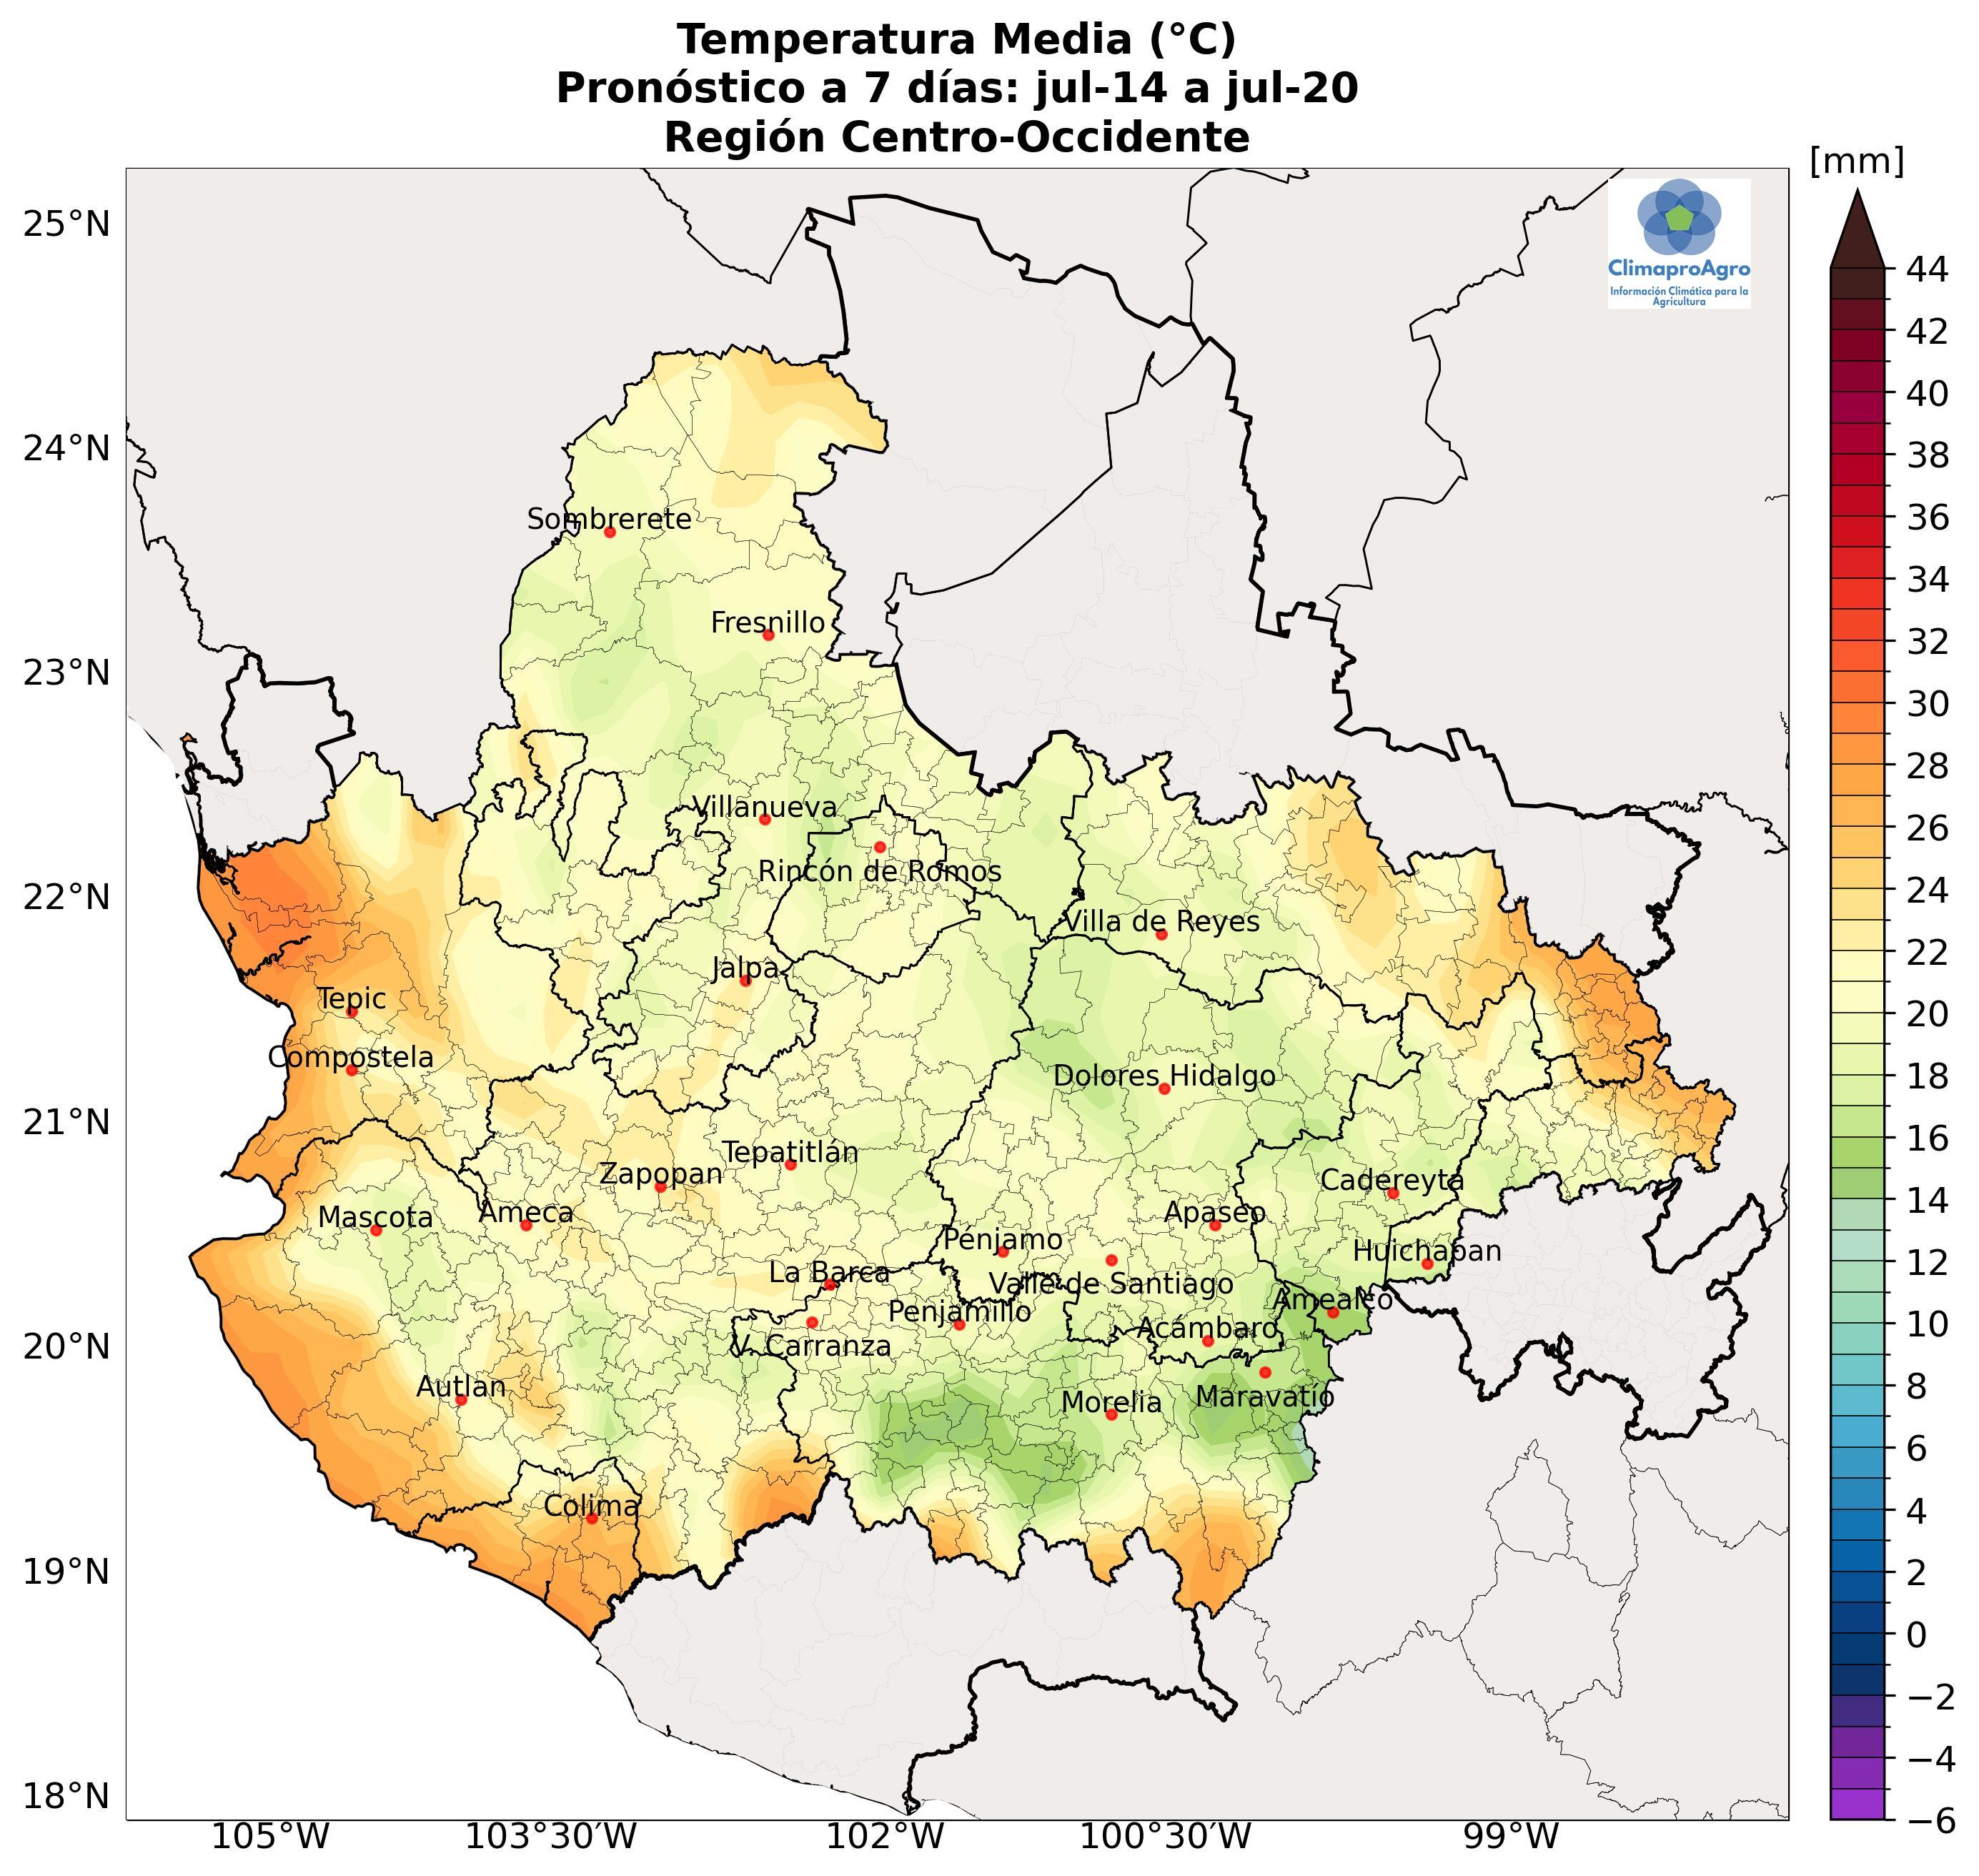 Temperatura Media (°C)
Pronóstico a 7 días: jul-14 a jul-20
Región Centro-Occidente
[mm]
ClimaproAgro
Información Climática para la
Agricultura
25°N
24°N
23°N
22°N
21°N
20°N
19°N
18°N
Sombrerete
Fresnillo
Villanueva
Rincón de Romos
Villa de Reyes
Jalpa
Tepic
Compostela
Dolores Hidalgo
Tepatitlán
Zapopan
Cadereyta
Mascota
Ameca
Apaseo
Pénjamo
Huichapan
La Barca
Valle de Santiago
Amealco
Penjamillo
Acámbaro
V. Carranza
Autlan
Morelia
Maravatío
Colima
105°W
103°30'W
102°W
100°30'W
99°W
44
42
40
38
36
34
32
30
28
26
24
22
20
18
16
14
12
10
8
6
4
2
0
−2
−4
−6